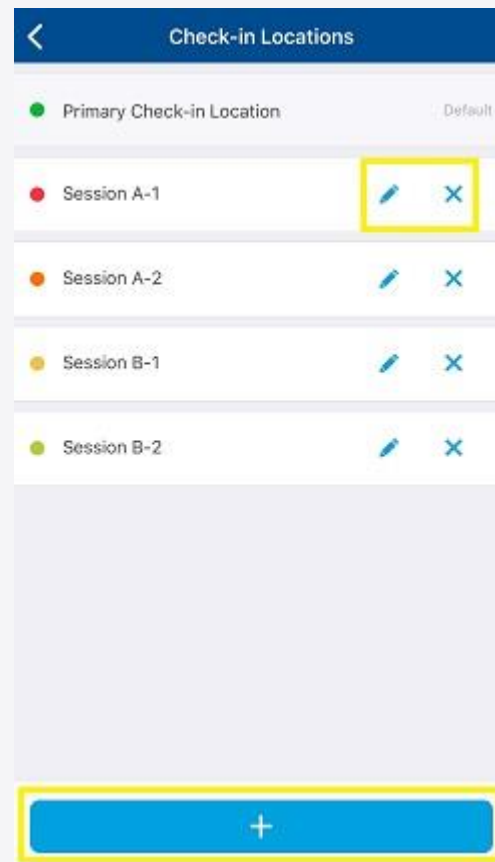 Check-in Locations
Primary Check-in Location Default
Session A-1
Session A-2
Session B-1
Session B-2